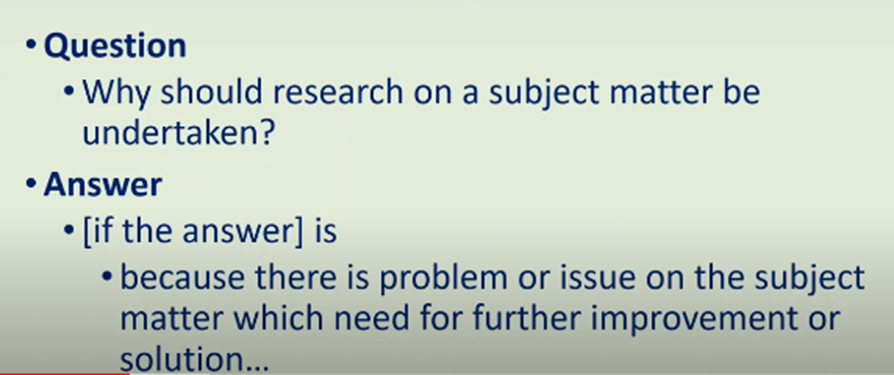 • Question
• Why should research on a subject matter be
undertaken?
• Answer
• [if the answer] is
• because there is problem or issue on the subject
matter which need for further improvement or
solution...